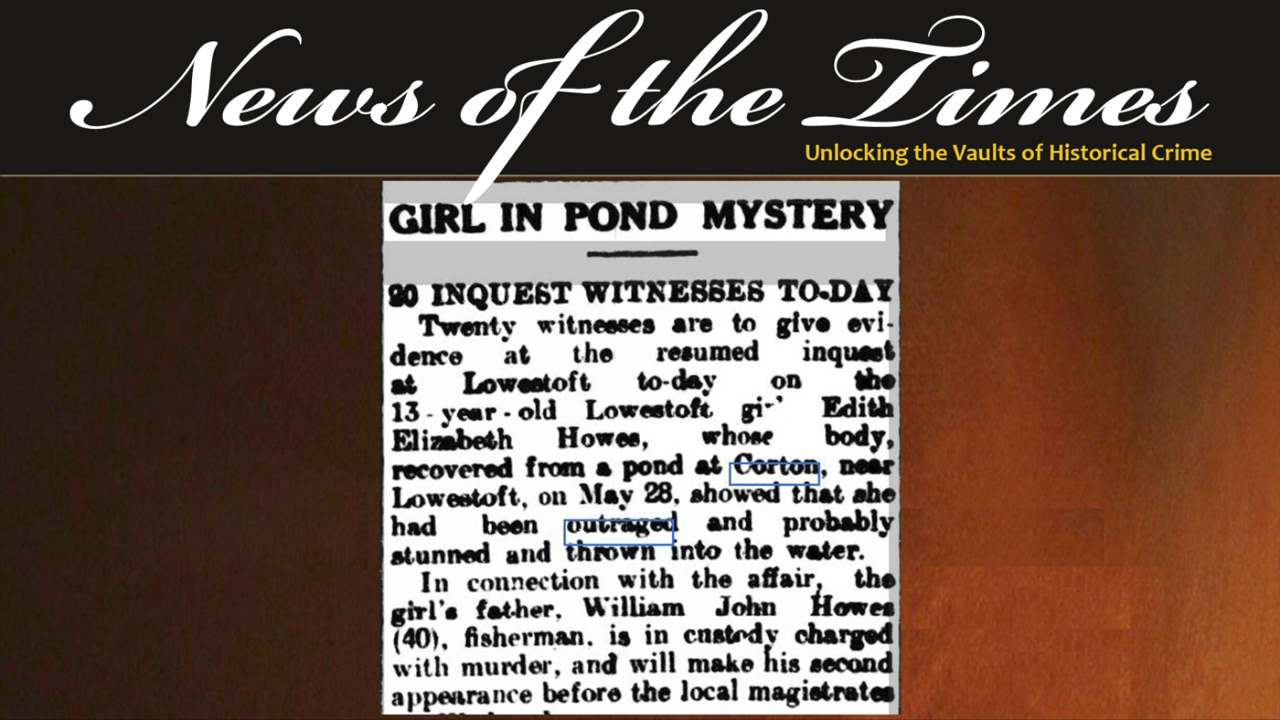 News of the Times
Unlocking the Vaults of Historical Crime
GIRL IN POND MYSTERY
20 INQUEST WITNESSES TO-DAY
Twenty witnesses are to give evi-
dence at the resumed inquest
at Lowestoft to-day on the
13-year-old Lowestoft gi Edith
Elizabeth Howes, whose body,
recovered from a pond at Corton, near
Lowestoft, on May 28, showed that she
had been outraged and probably
stunned and thrown into the water.
In connection with the affair, the
girl's father, William John Howes
(40), fisherman, is in custody charged
with murder, and will make his second
appearance before the local magistrates